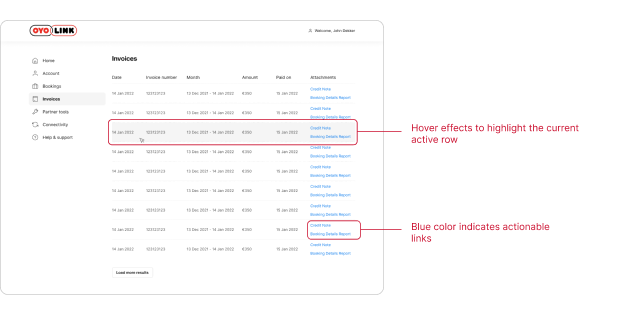 OYO LINK
Welcome, John Dekker
Home
Account
Bookings
Invoices
Partner tools
Connectivity
Help & support
Invoices
Date Invoice number Month Amount Paid on Attachments
14 Jan 2022 123123123 13 Dec 2021 - 14 Jan 2022 €350 15 Jan 2022 Credit Note
Booking Details Report
14 Jan 2022 123123123 13 Dec 2021 - 14 Jan 2022 €350 15 Jan 2022 Credit Note
Booking Details Report
14 Jan 2022 123123123 13 Dec 2021 - 14 Jan 2022 €350 15 Jan 2022 Credit Note
Booking Details Report
14 Jan 2022 123123123 13 Dec 2021 - 14 Jan 2022 €350 15 Jan 2022 Credit Note
Booking Details Report
14 Jan 2022 123123123 13 Dec 2021 - 14 Jan 2022 €350 15 Jan 2022 Credit Note
Booking Details Report
14 Jan 2022 123123123 13 Dec 2021 - 14 Jan 2022 €350 15 Jan 2022 Credit Note
Booking Details Report
14 Jan 2022 123123123 13 Dec 2021 - 14 Jan 2022 €350 15 Jan 2022 Credit Note
Booking Details Report
14 Jan 2022 123123123 13 Dec 2021 - 14 Jan 2022 €350 15 Jan 2022 Credit Note
Booking Details Report
14 Jan 2022 123123123 13 Dec 2021 - 14 Jan 2022 €350 15 Jan 2022 Credit Note
Booking Details Report
Load more results
Hover effects to highlight the current
active row
Blue color indicates actionable
links